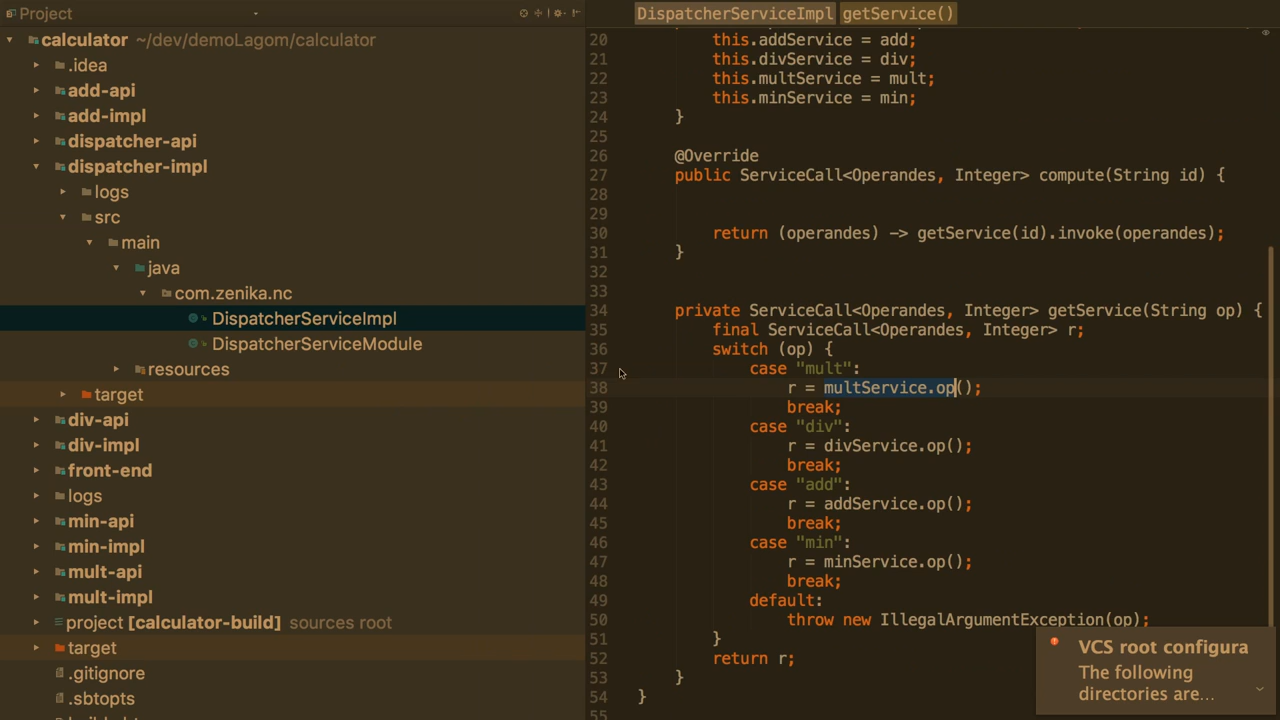 Project
calculator ~/dev/demoLagom/calculator
.idea
add-api
add-impl
dispatcher-api
dispatcher-impl
logs
src
main
java
com.zenika.nc
DispatcherServiceImpl
DispatcherServiceModule
resources
target
div-api
div-impl
front-end
logs
min-api
min-impl
mult-api
mult-impl
project [calculator-build] sources root
target
.gitignore
.sbtopts
DispatcherServiceImpl getService()
20 this.addService = add;
21 this.divService = div;
22 this.multService = mult;
23 this.minService = min;
24 }
25
26 @Override
27 public ServiceCall<Operandes, Integer> compute(String id) {
28
29
30 return (operandes) -> getService(id).invoke(operandes);
31 }
32
33
34 private ServiceCall<Operandes, Integer> getService(String op) {
35 final ServiceCall<Operandes, Integer> r;
36 switch (op) {
37 case "mult":
38 r = multService.op();
39 break;
40 case "div":
41 r = divService.op();
42 break;
43 case "add":
44 r = addService.op();
45 break;
46 case "min":
47 r = minService.op();
48 break;
49 default:
50 throw new IllegalArgumentException(op);
51 }
52 return r;
53 }
54 }
55
VCS root configura
The following
directories are...